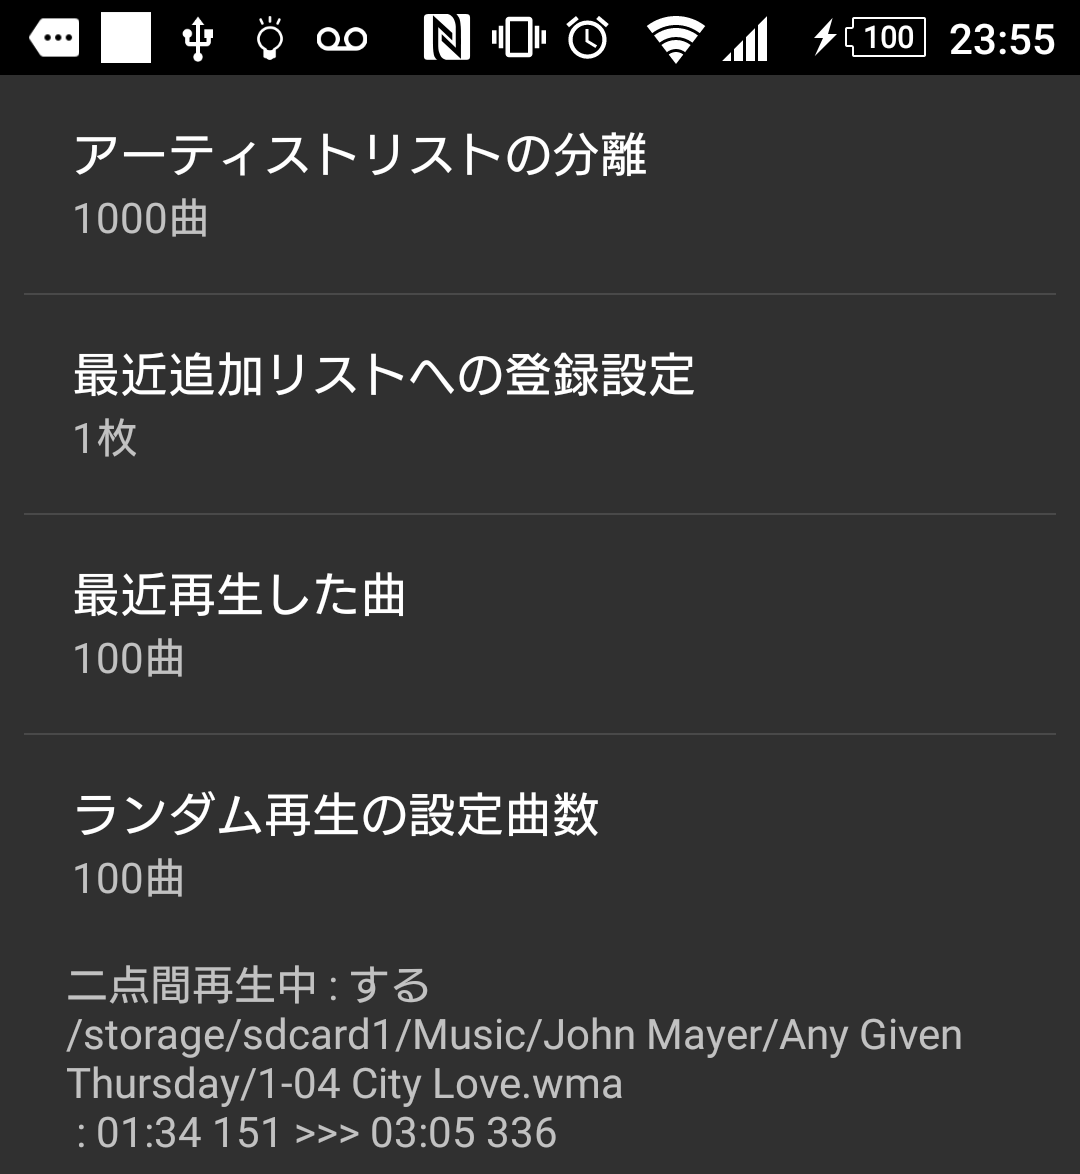 100 23:55
アーティストリストの分離
1000曲
最近追加リストへの登録設定
1枚
最近再生した曲
100曲
ランダム再生の設定曲数
100曲
二点間再生中 : する
/storage/sdcard1/Music/John Mayer/Any Given
Thursday/1-04 City Love.wma
: 01:34 151 >>> 03:05 336